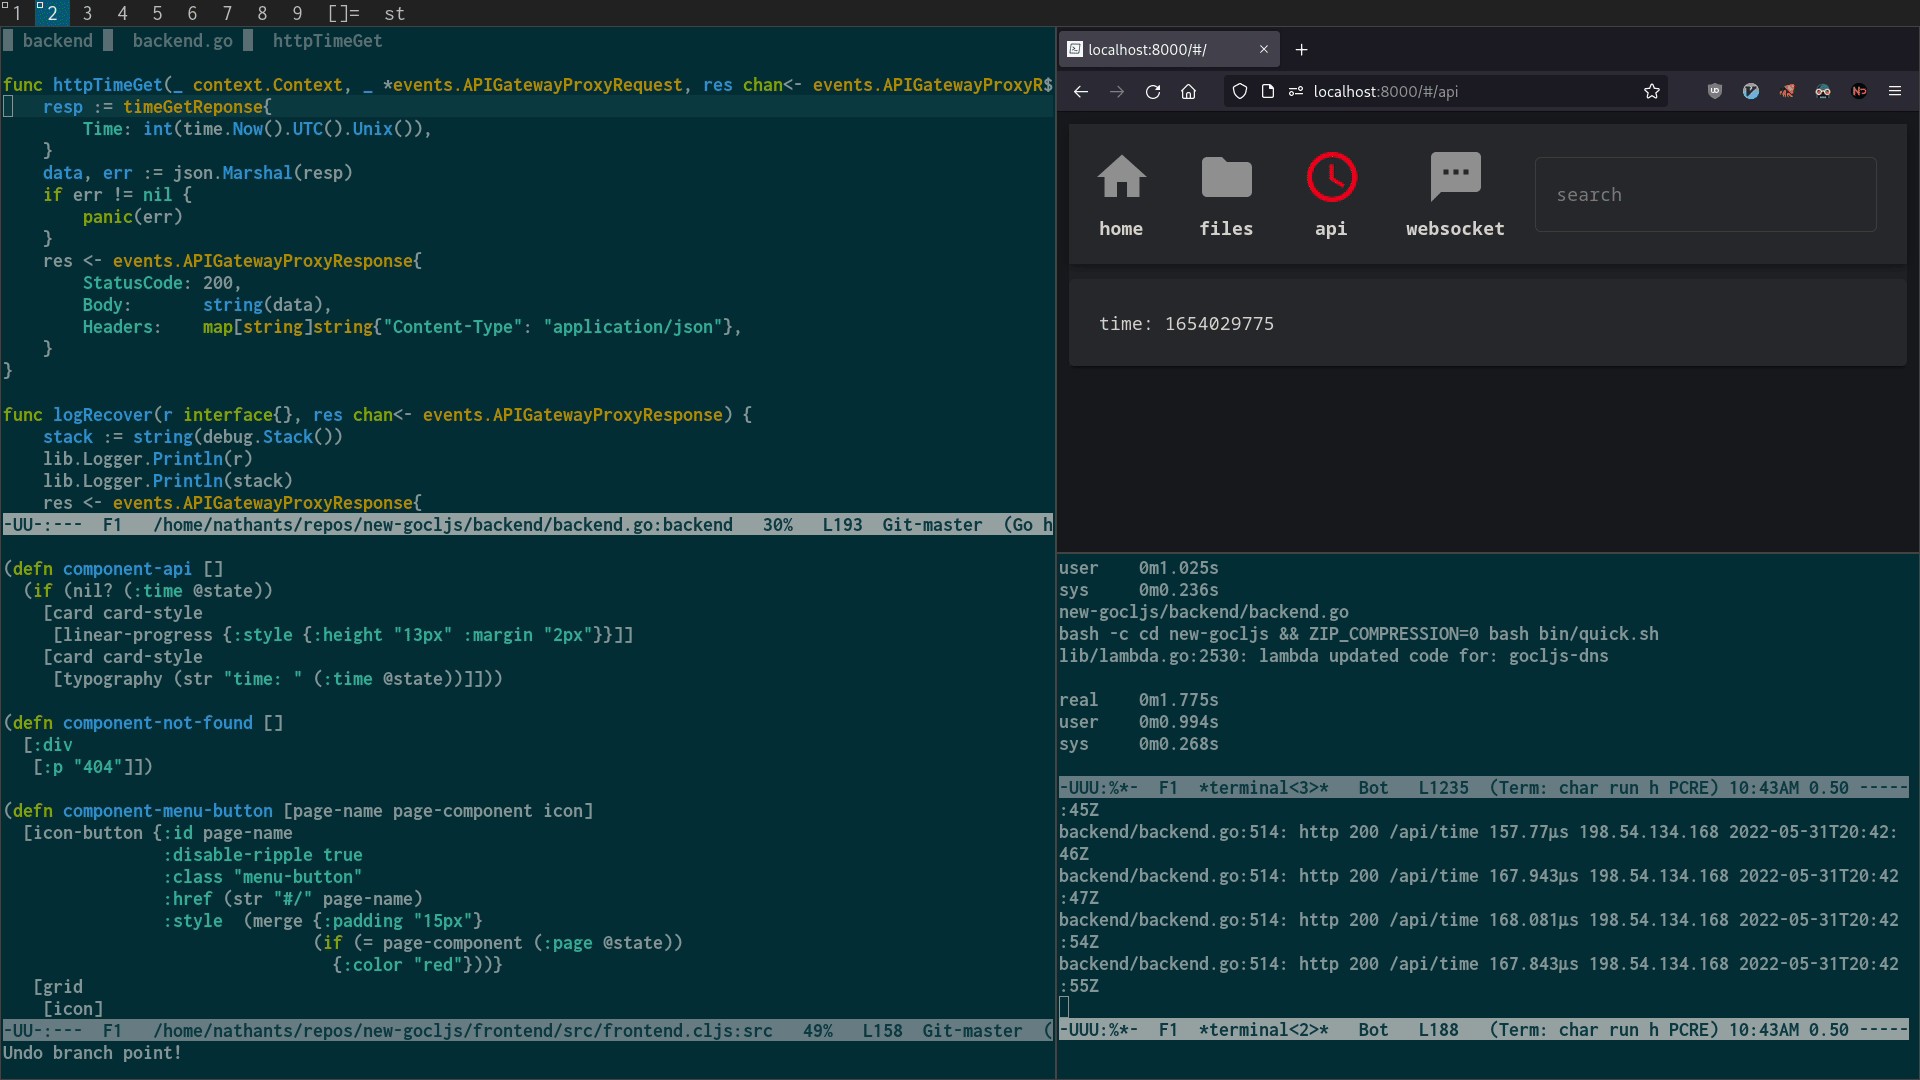 1 2 3 4 5 6 7 8 9 []= st
backend backend.go httpTimeGet
func httpTimeGet(_ context.Context, _ *events.APIGatewayProxyRequest, res chan<- events.APIGatewayProxyR$
    resp := timeGetReponse{
        Time: int(time.Now().UTC().Unix()),
    }
    data, err := json.Marshal(resp)
    if err != nil {
        panic(err)
    }
    res <- events.APIGatewayProxyResponse{
        StatusCode: 200,
        Body:       string(data),
        Headers:    map[string]string{"Content-Type": "application/json"},
    }
}
func logRecover(r interface{}, res chan<- events.APIGatewayProxyResponse) {
    stack := string(debug.Stack())
    lib.Logger.Println(r)
    lib.Logger.Println(stack)
    res <- events.APIGatewayProxyResponse{
-UU-:---  F1   /home/nathants/repos/new-gocljs/backend/backend.go:backend   30%   L193  Git-master  (Go h
(defn component-api []
  (if (nil? (:time @state))
    [card card-style
     [linear-progress {:style {:height "13px" :margin "2px"}}]]
    [card card-style
     [typography (str "time: " (:time @state))]]))
(defn component-not-found []
  [:div
   [:p "404"]])
(defn component-menu-button [page-name page-component icon]
  [icon-button {:id page-name
                :disable-ripple true
                :class "menu-button"
                :href (str "#/" page-name)
                :style  (merge {:padding "15px"}
                               (if (= page-component (:page @state))
                                 {:color "red"}))}
   [grid
    [icon]
-UU-:---  F1   /home/nathants/repos/new-gocljs/frontend/src/frontend.cljs:src   49%   L158  Git-master  (
Undo branch point!
localhost:8000/#/
localhost:8000/#/api
home files api websocket search
time: 1654029775
user    0m1.025s
sys     0m0.236s
new-gocljs/backend/backend.go
bash -c cd new-gocljs && ZIP_COMPRESSION=0 bash bin/quick.sh
lib/lambda.go:2530: lambda updated code for: gocljs-dns
real    0m1.775s
user    0m0.994s
sys     0m0.268s
-UUU:%*-  F1  *terminal<3>*   Bot   L1235  (Term: char run h PCRE) 10:43AM 0.50 -----
:45Z
backend/backend.go:514: http 200 /api/time 157.77µs 198.54.134.168 2022-05-31T20:42:
46Z
backend/backend.go:514: http 200 /api/time 167.943µs 198.54.134.168 2022-05-31T20:42
:47Z
backend/backend.go:514: http 200 /api/time 168.081µs 198.54.134.168 2022-05-31T20:42
:54Z
backend/backend.go:514: http 200 /api/time 167.843µs 198.54.134.168 2022-05-31T20:42
:55Z
-UUU:%*-  F1  *terminal<2>*   Bot   L188   (Term: char run h PCRE) 10:43AM 0.50 -----